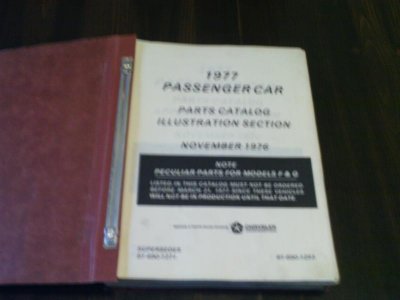 1977
PASSENGER CAR
PARTS CATALOG
ILLUSTRATION SECTION
NOVEMBER 1976
NOTE
PECULIAR PARTS FOR MODELS F & G
LISTED IN THIS CATALOG MUST NOT BE ORDERED
BEFORE MARCH 21, 1977 SINCE THESE VEHICLES
WILL NOT BE IN PRODUCTION UNTIL THAT DATE.
CHRYSLER
SUPERSEDES